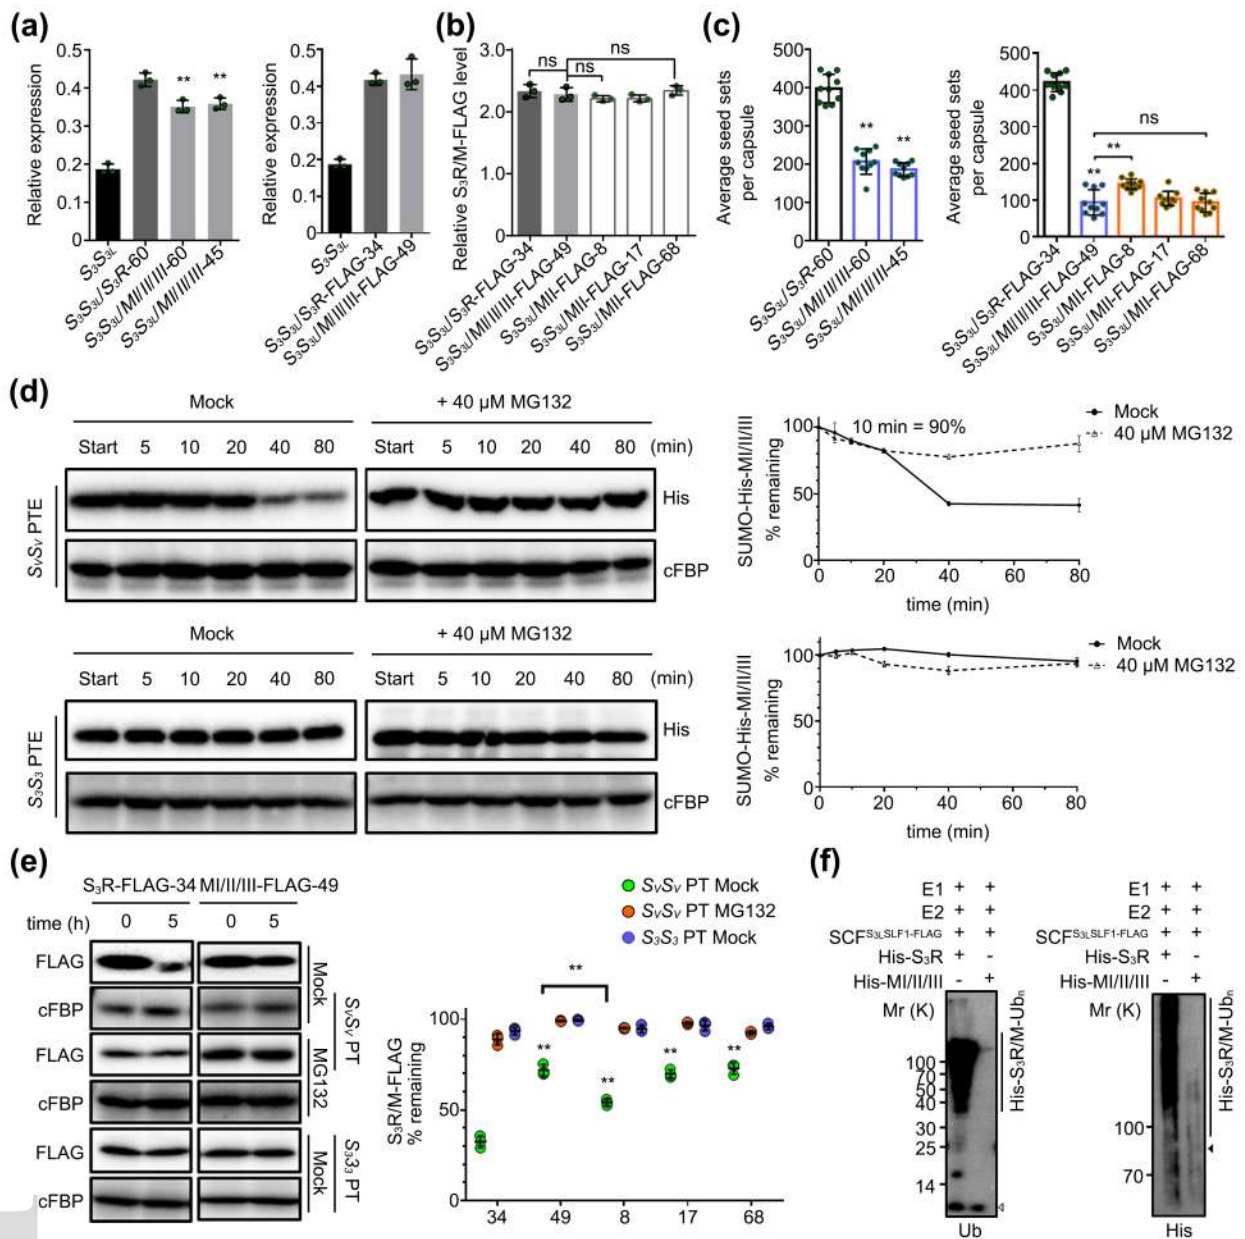 (a)
Relative expression
0.5
0.4
0.3
0.2
0.1
0
**
**
S₃S₃L
S₃S₃L/S₃R-60
S₃S₃L/MI/II/III-60
S₃S₃L/MI/II/III-45
Relative expression
0.5
0.4
0.3
0.2
0.1
0
S₃S₃L
S₃S₃L/S₃R-FLAG-34
S₃S₃L/MI/II/III-FLAG-49
(b)
Relative S₃R/M-FLAG level
3.0
2.0
1.0
0
ns
ns
ns
S₃S₃L/S₃R-FLAG-34
S₃S₃L/MI/II/III-FLAG-49
S₃S₃L/MII-FLAG-8
S₃S₃L/MII-FLAG-17
S₃S₃L/MII-FLAG-68
(c)
Average seed sets
per capsule
500
400
300
200
100
0
**
**
S₃S₃L/S₃R-60
S₃S₃L/MI/II/III-60
S₃S₃L/MI/II/III-45
Average seed sets
per capsule
500
400
300
200
100
0
ns
**
**
S₃S₃L/S₃R-FLAG-34
S₃S₃L/MI/II/III-FLAG-49
S₃S₃L/MII-FLAG-8
S₃S₃L/MII-FLAG-17
S₃S₃L/MII-FLAG-68
(d)
Mock
+ 40 µM MG132
Start 5 10 20 40 80
Start 5 10 20 40 80 (min)
SvSv PTE
His
cFBP
SUMO-His-MI/II/III
% remaining
100
50
0
10 min = 90%
Mock
40 µM MG132
0 20 40 60 80
time (min)
Mock
+ 40 µM MG132
Start 5 10 20 40 80
Start 5 10 20 40 80 (min)
S₃S₃ PTE
His
cFBP
SUMO-His-MI/II/III
% remaining
100
50
0
Mock
40 µM MG132
0 20 40 60 80
time (min)
(e)
S₃R-FLAG-34 MI/II/III-FLAG-49
time (h) 0 5 0 5
FLAG
cFBP
Mock
FLAG
cFBP
MG132
SvSv PT
FLAG
cFBP
Mock
S₃S₃ PT
SvSv PT Mock
SvSv PT MG132
S₃S₃ PT Mock
S₃R/M-FLAG
% remaining
100
50
0
**
**
**
**
**
34 49 8 17 68
(f)
E1 + +
E2 + +
SCF^S₃LSLF1-FLAG + +
His-S₃R + -
His-MI/II/III - +
Mr (K)
100
70
50
40
30
25
14
His-S₃R/M-Ubₙ
Ub
E1 + +
E2 + +
SCF^S₃LSLF1-FLAG + +
His-S₃R + -
His-MI/II/III - +
Mr (K)
100
70
His-S₃R/M-Ubₙ
His